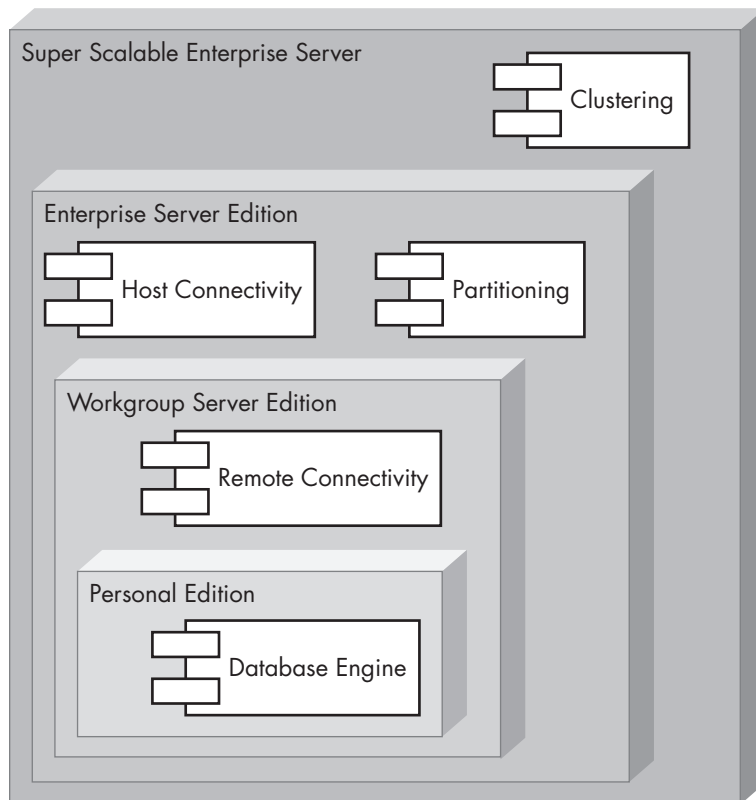 Super Scalable Enterprise Server
Clustering
Enterprise Server Edition
Host Connectivity
Partitioning
Workgroup Server Edition
Remote Connectivity
Personal Edition
Database Engine